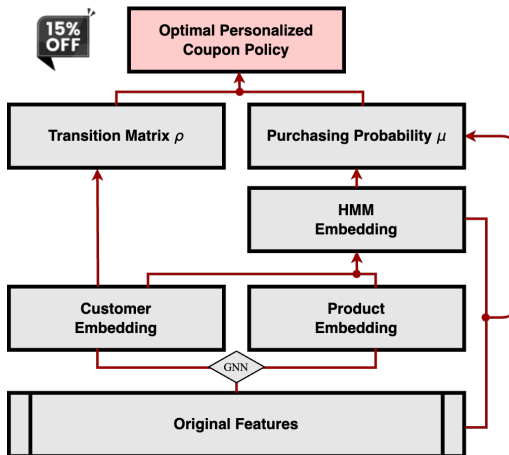 15%
OFF
Optimal Personalized
Coupon Policy
Transition Matrix ρ
Purchasing Probability μ
HMM
Embedding
Customer
Embedding
Product
Embedding
GNN
Original Features